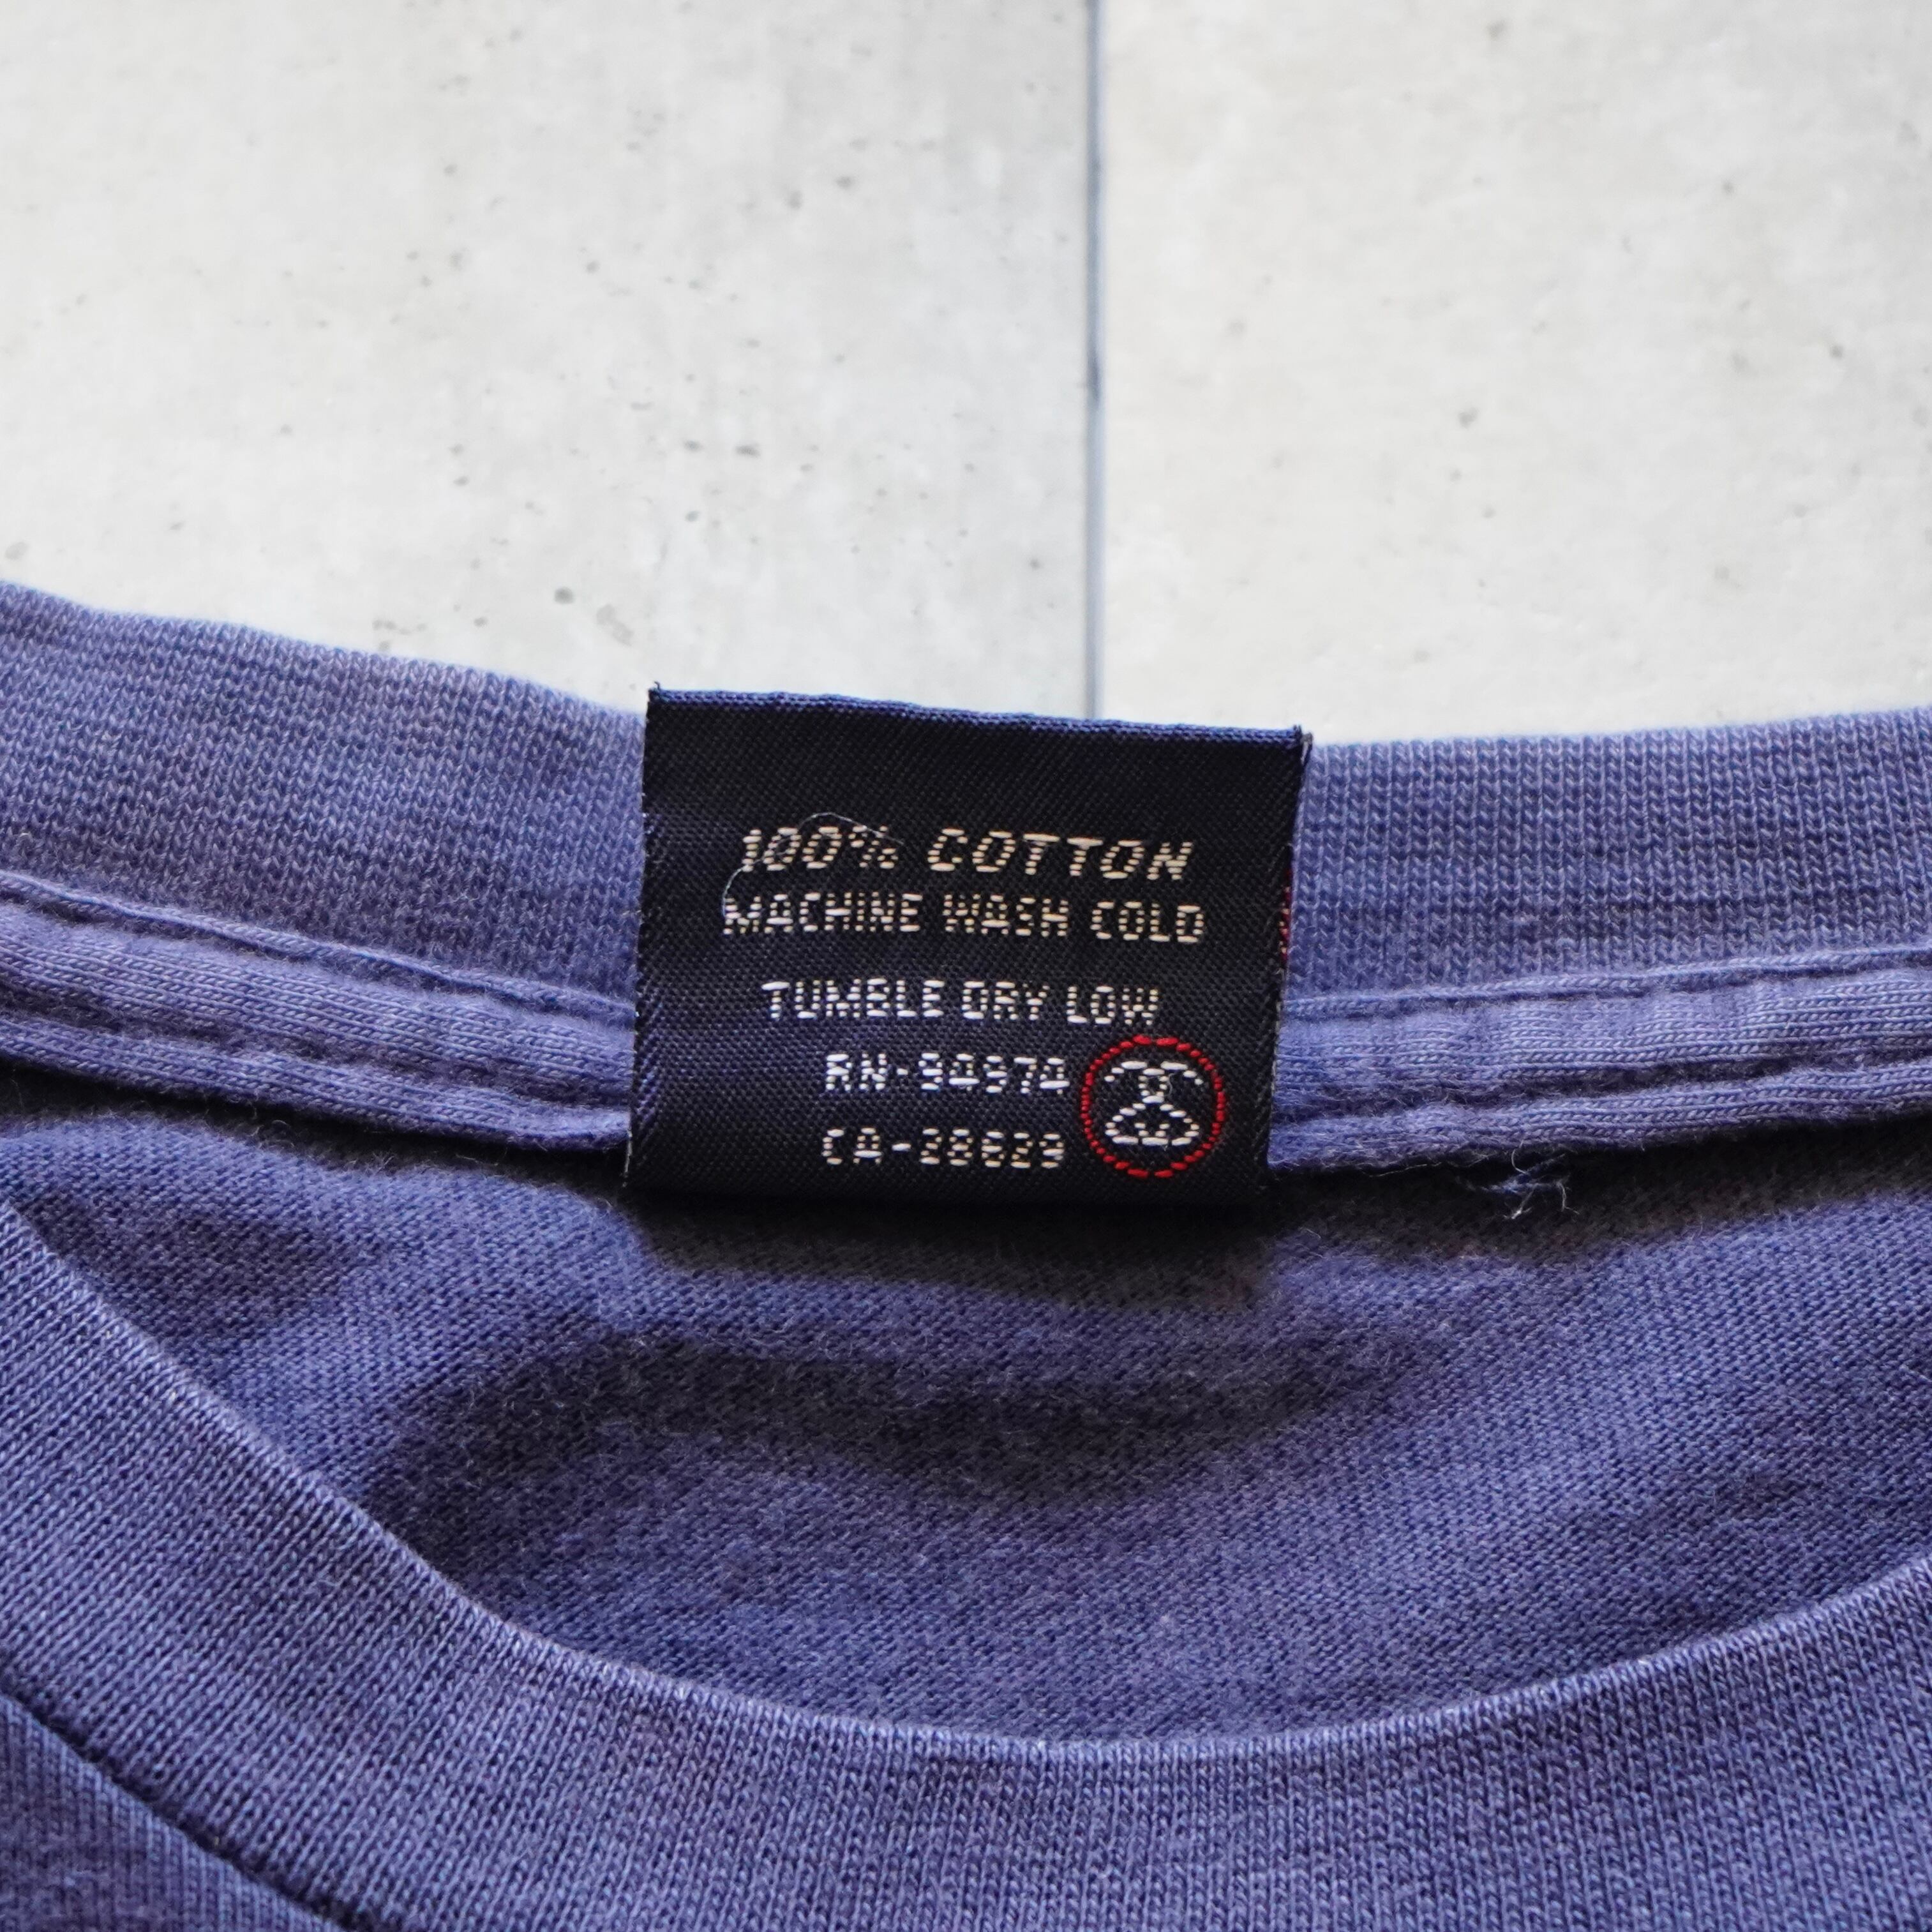 100% COTTON
MACHINE WASH COLD
TUMBLE DRY LOW
RN-94974
CA-28629